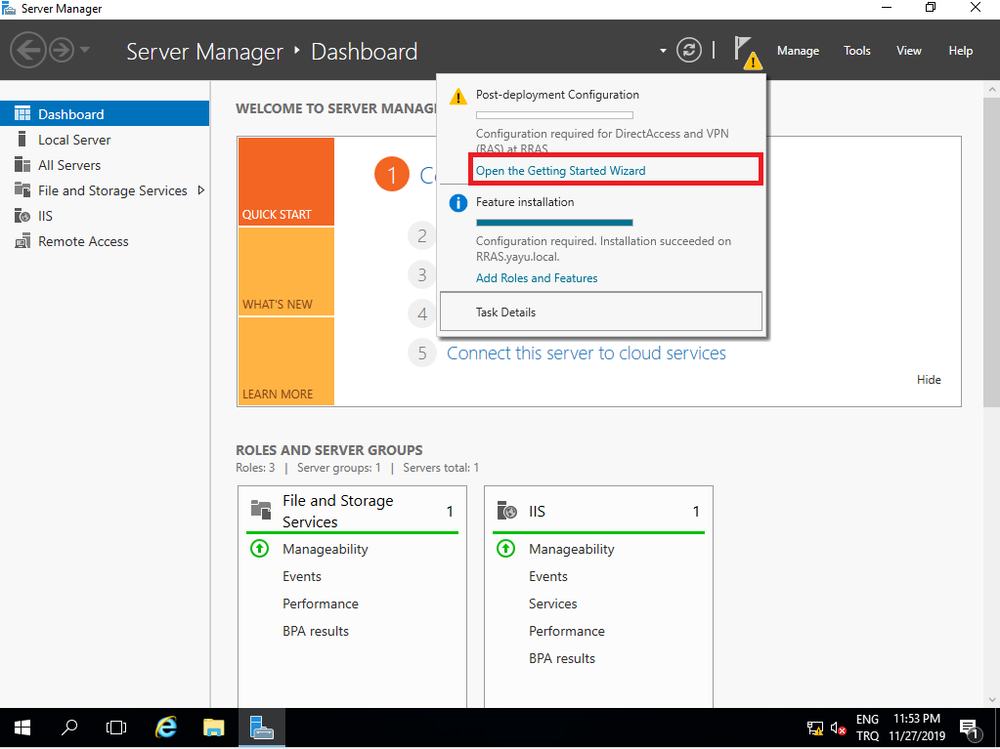 Server Manager
Server Manager ‣ Dashboard
Manage Tools View Help
Dashboard
Local Server
All Servers
File and Storage Services
IIS
Remote Access
WELCOME TO SERVER MANAG
QUICK START
WHAT'S NEW
LEARN MORE
1
2
3
4
5 Connect this server to cloud services
Hide
Post-deployment Configuration
Configuration required for DirectAccess and VPN
(RAS) at RRAS
Open the Getting Started Wizard
Feature installation
Configuration required. Installation succeeded on
RRAS.yayu.local.
Add Roles and Features
Task Details
ROLES AND SERVER GROUPS
Roles: 3 | Server groups: 1 | Servers total: 1
File and Storage
Services
1
Manageability
Events
Performance
BPA results
IIS 1
Manageability
Events
Services
Performance
BPA results
ENG
TRQ
11:53 PM
11/27/2019
1